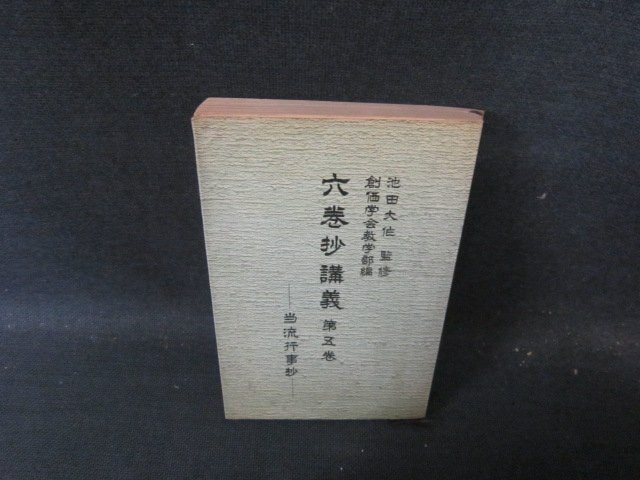 池田大作 監修
創価学会教学部編
六巻抄講義 第五巻
―当流行事抄―